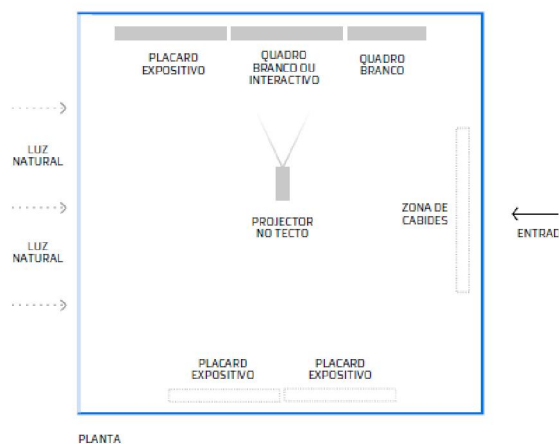 PLACARD
EXPOSITIVO
QUADRO
BRANCO OU
INTERACTIVO
QUADRO
BRANCO
LUZ
NATURAL
ZONA DE
CABIDES
PROJECTOR
NO TECTO
ENTRAD
LUZ
NATURAL
PLACARD
EXPOSITIVO
PLACARD
EXPOSITIVO
PLANTA